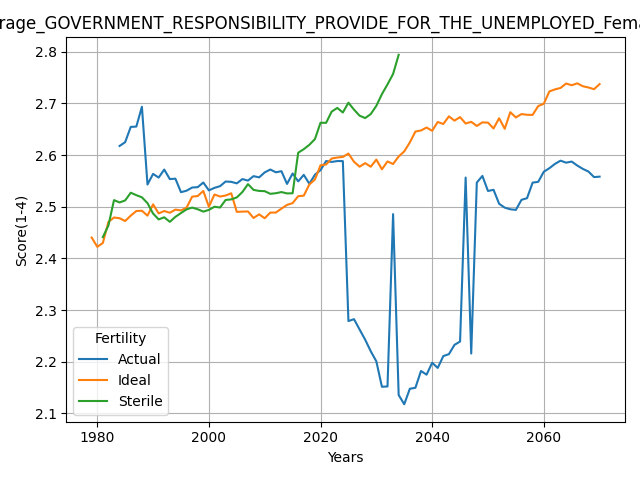 rage_GOVERNMENT_RESPONSIBILITY_PROVIDE_FOR_THE_UNEMPLOYED_Fema
2.8
2.7
2.6
2.5
2.4
2.3
2.2
2.1
Score(1-4)
Fertility
Actual
Ideal
Sterile
1980 2000 2020 2040 2060
Years